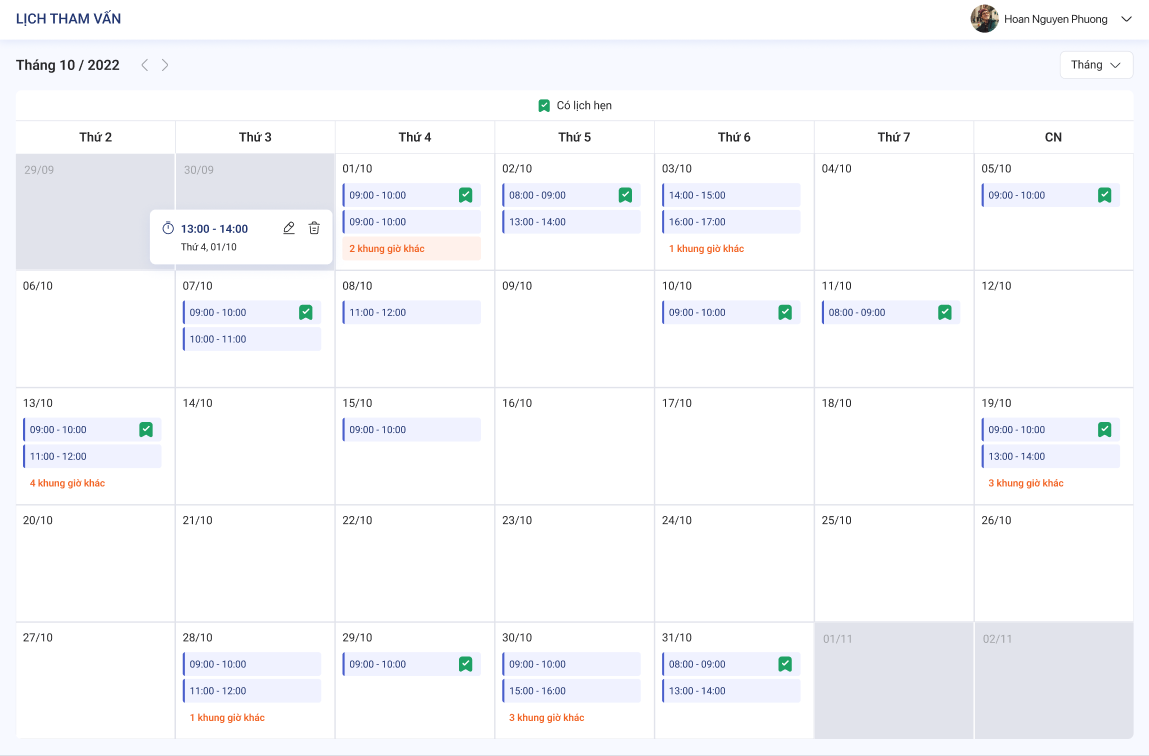 LỊCH THAM VẤN
Hoan Nguyen Phuong
Tháng 10 / 2022
Tháng
Có lịch hẹn
Thứ 2
Thứ 3
Thứ 4
Thứ 5
Thứ 6
Thứ 7
CN
29/09
30/09
13:00 - 14:00
Thứ 4, 01/10
01/10
09:00 - 10:00
09:00 - 10:00
2 khung giờ khác
02/10
08:00 - 09:00
13:00 - 14:00
03/10
14:00 - 15:00
16:00 - 17:00
1 khung giờ khác
04/10
05/10
09:00 - 10:00
06/10
07/10
09:00 - 10:00
10:00 - 11:00
08/10
11:00 - 12:00
09/10
10/10
09:00 - 10:00
11/10
08:00 - 09:00
12/10
13/10
09:00 - 10:00
11:00 - 12:00
4 khung giờ khác
14/10
15/10
09:00 - 10:00
16/10
17/10
18/10
19/10
09:00 - 10:00
13:00 - 14:00
3 khung giờ khác
20/10
21/10
22/10
23/10
24/10
25/10
26/10
27/10
28/10
09:00 - 10:00
11:00 - 12:00
1 khung giờ khác
29/10
09:00 - 10:00
30/10
09:00 - 10:00
15:00 - 16:00
3 khung giờ khác
31/10
08:00 - 09:00
13:00 - 14:00
01/11
02/11